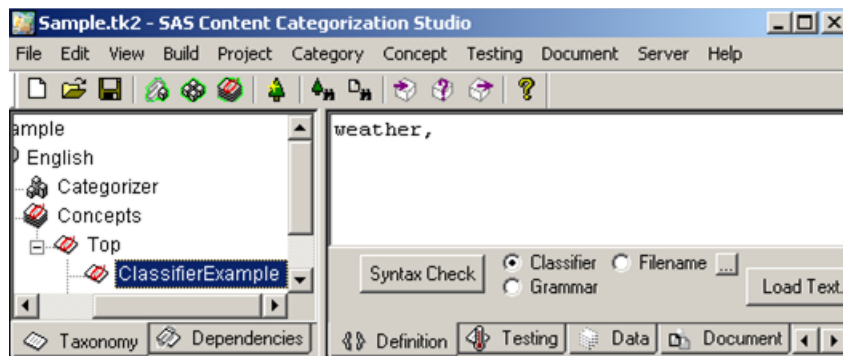 Sample.tk2 - SAS Content Categorization Studio
File Edit View Build Project Category Concept Testing Document Server Help
ample
English
Categorizer
Concepts
Top
ClassifierExample
Taxonomy Dependencies
weather,
Syntax Check
Classifier Filename ...
Grammar
Load Text.
Definition Testing Data Document